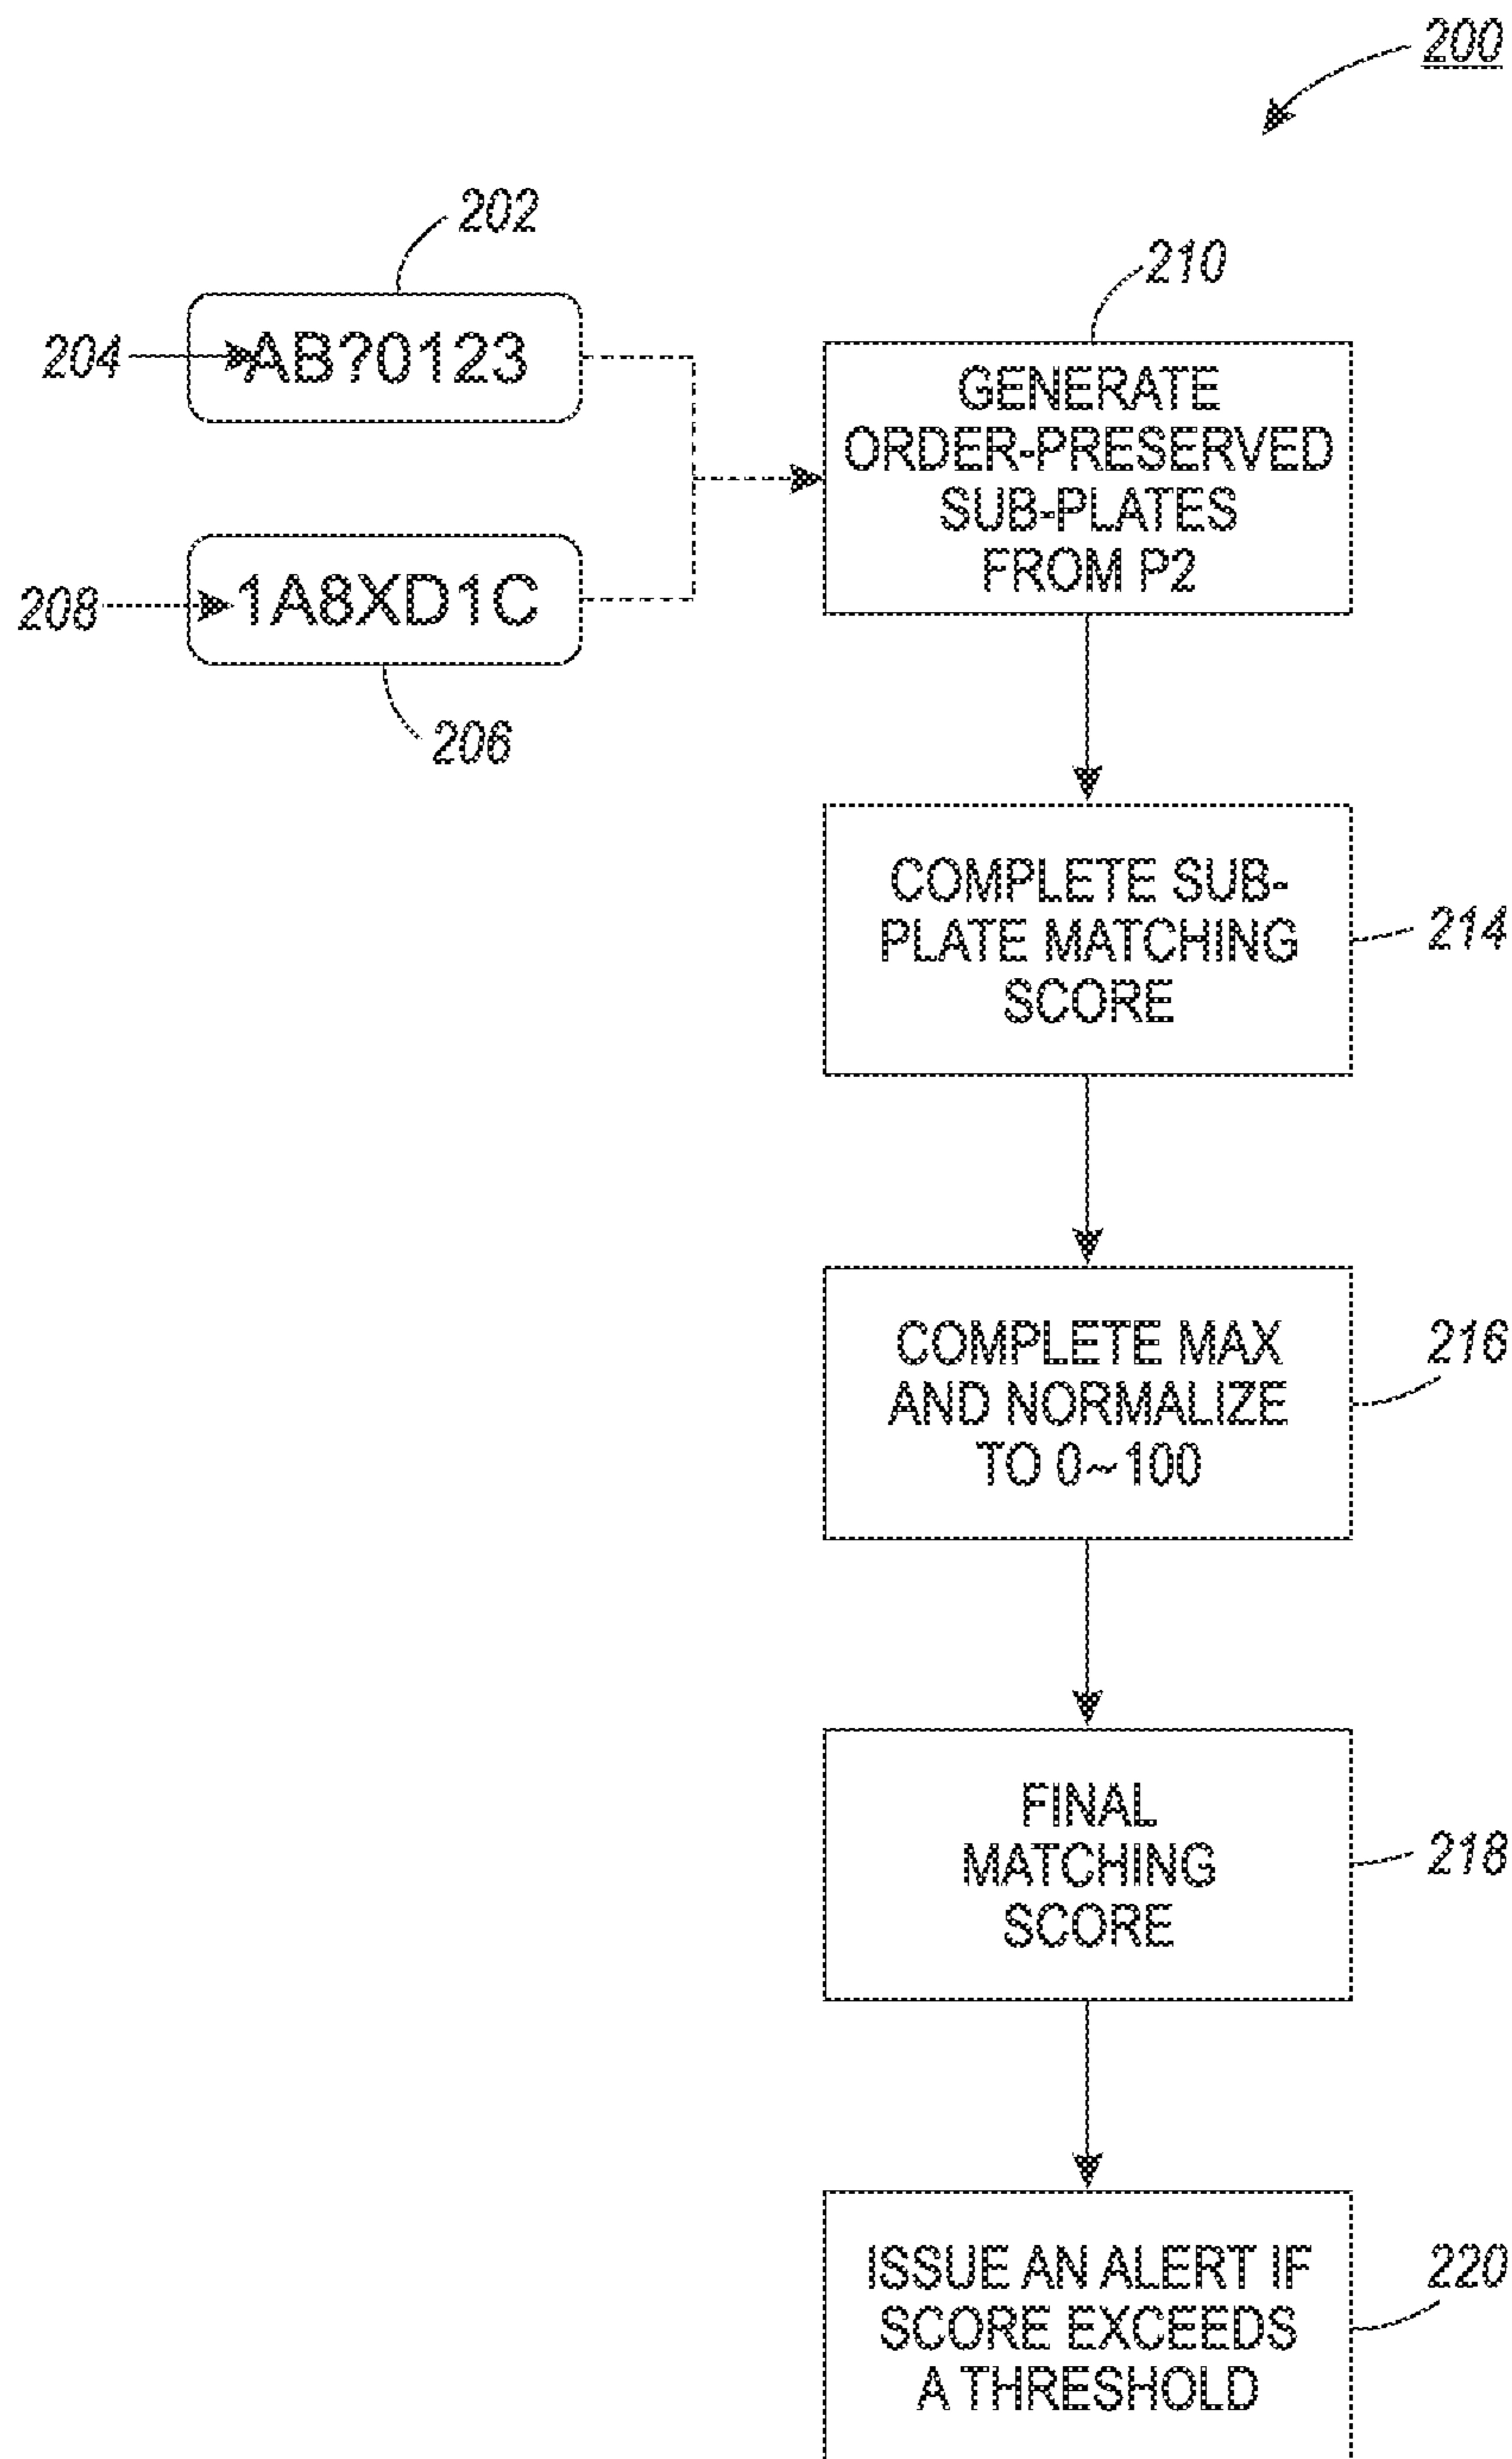 200
202
204
AB?0123
208
1A8XD1C
206
210
GENERATE
ORDER-PRESERVED
SUB-PLATES
FROM P2
COMPLETE SUB-
PLATE MATCHING
SCORE
214
COMPLETE MAX
AND NORMALIZE
TO 0~100
216
FINAL
MATCHING
SCORE
218
ISSUE AN ALERT IF
SCORE EXCEEDS
A THRESHOLD
220